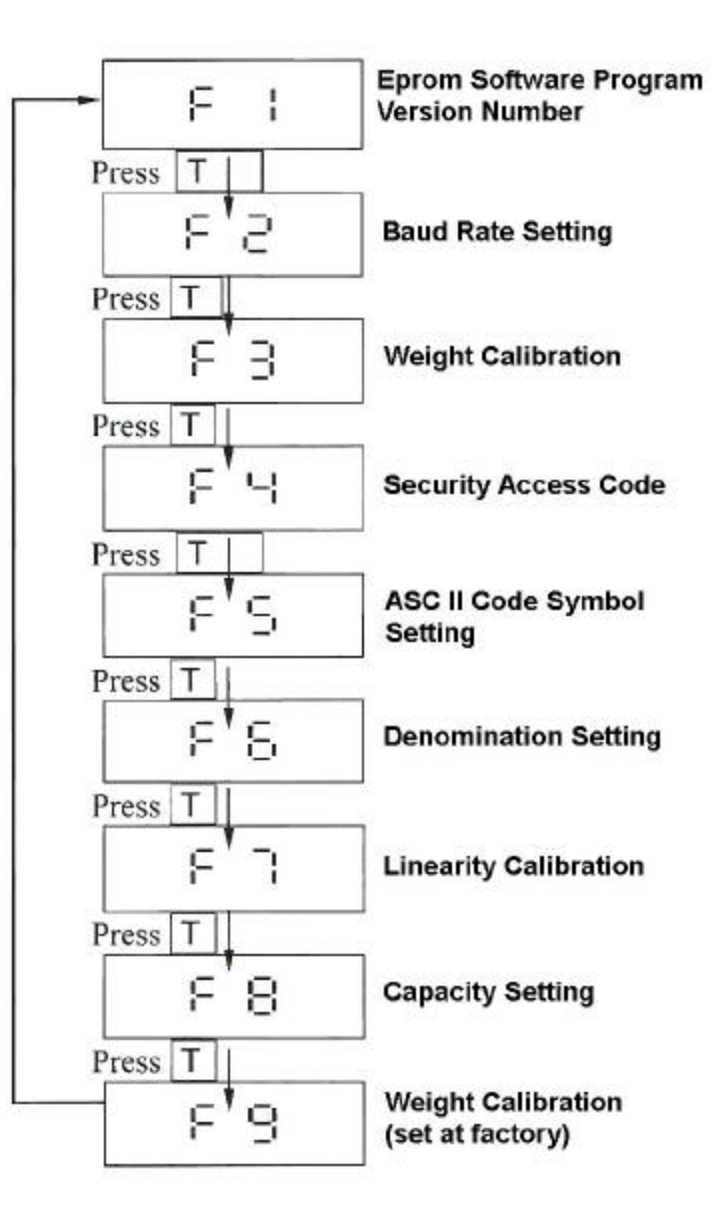 F 1
Eprom Software Program
Version Number
Press T
F 2
Baud Rate Setting
Press T
F 3
Weight Calibration
Press T
F 4
Security Access Code
Press T
F 5
ASC II Code Symbol
Setting
Press T
F 6
Denomination Setting
Press T
F 7
Linearity Calibration
Press T
F 8
Capacity Setting
Press T
F 9
Weight Calibration
(set at factory)